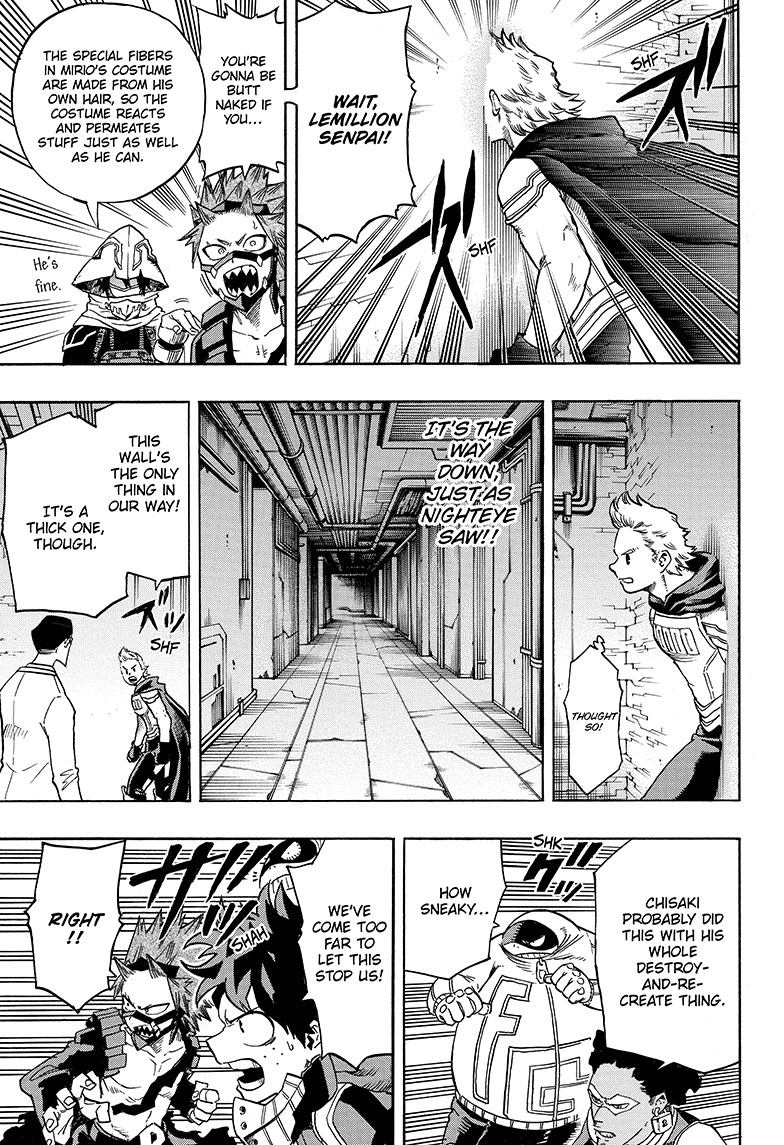 WAIT,
LEMILLION
SENPAI!
SHF
SHF
YOU'RE
GONNA BE
BUTT
NAKED IF
YOU...
THE SPECIAL FIBERS
IN MIRIO'S COSTUME
ARE MADE FROM HIS
OWN HAIR, SO THE
COSTUME REACTS
AND PERMEATES
STUFF JUST AS WELL
AS HE CAN.
He's
fine.
THOUGHT
SO!
IT'S THE
WAY
DOWN,
JUST AS
NIGHTEYE
SAW!!
THIS
WALL'S
THE ONLY
THING IN
OUR WAY!
IT'S A
THICK ONE,
THOUGH.
ズッ
SHF
CHISAKI
PROBABLY DID
THIS WITH HIS
WHOLE
DESTROY-
AND-RE-
CREATE THING.
SHK
HOW
SNEAKY...
FG
WE'VE
COME TOO
FAR TO
LET THIS
STOP US!
SHAH
RIGHT
!!